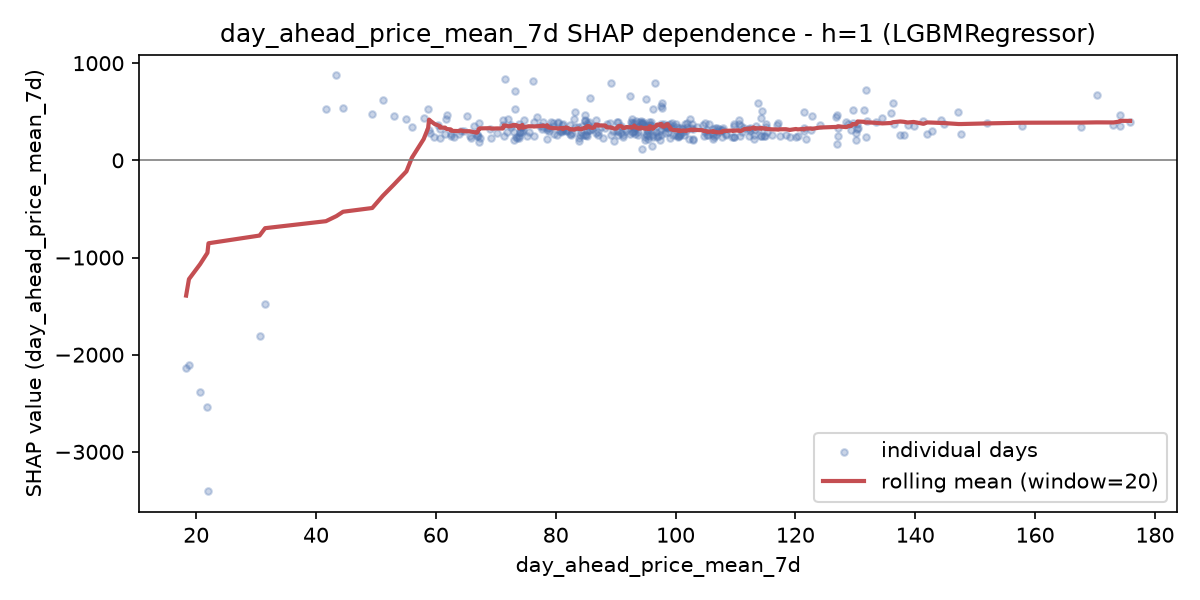 day_ahead_price_mean_7d SHAP dependence - h=1 (LGBMRegressor)
SHAP value (day_ahead_price_mean_7d)
1000
0
−1000
−2000
−3000
individual days
rolling mean (window=20)
20 40 60 80 100 120 140 160 180
day_ahead_price_mean_7d